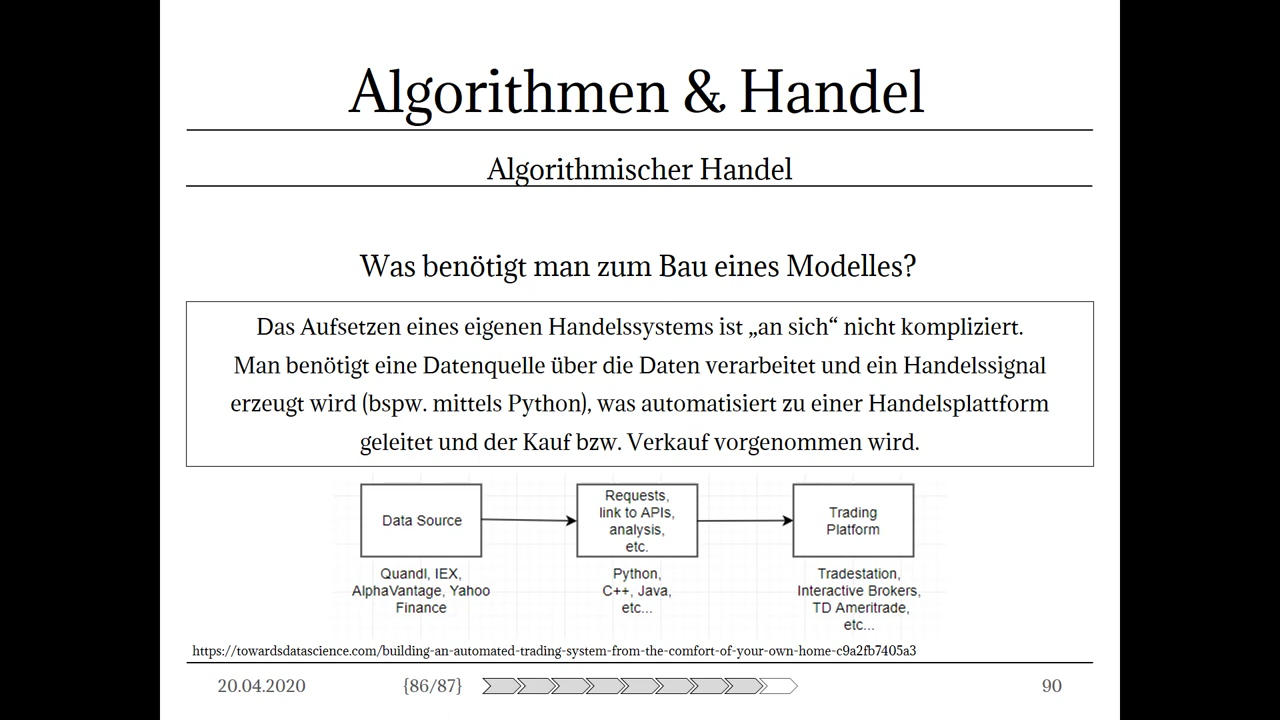 Algorithmen & Handel
Algorithmischer Handel
Was benötigt man zum Bau eines Modelles?
Das Aufsetzen eines eigenen Handelssystems ist „an sich“ nicht kompliziert.
Man benötigt eine Datenquelle über die Daten verarbeitet und ein Handelssignal
erzeugt wird (bspw. mittels Python), was automatisiert zu einer Handelsplattform
geleitet und der Kauf bzw. Verkauf vorgenommen wird.
Data Source
Requests,
link to APIs,
analysis,
etc.
Trading
Platform
Quandl, IEX,
AlphaVantage, Yahoo
Finance
Python,
C++, Java,
etc...
Tradestation,
Interactive Brokers,
TD Ameritrade,
etc...
https://towardsdatascience.com/building-an-automated-trading-system-from-the-comfort-of-your-own-home-c9a2fb7405a3
20.04.2020
{86/87}
90